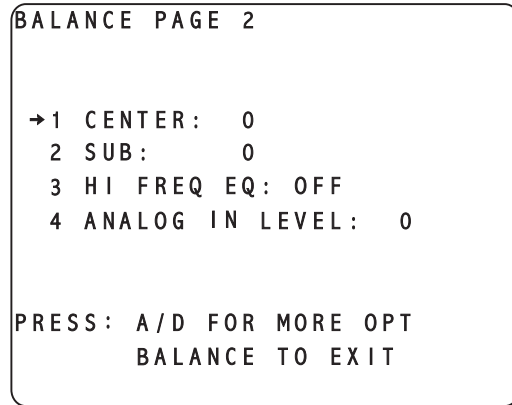 BALANCE PAGE 2
→1 CENTER: 0
2 SUB: 0
3 HI FREQ EQ: OFF
4 ANALOG IN LEVEL: 0
PRESS: A/D FOR MORE OPT
BALANCE TO EXIT